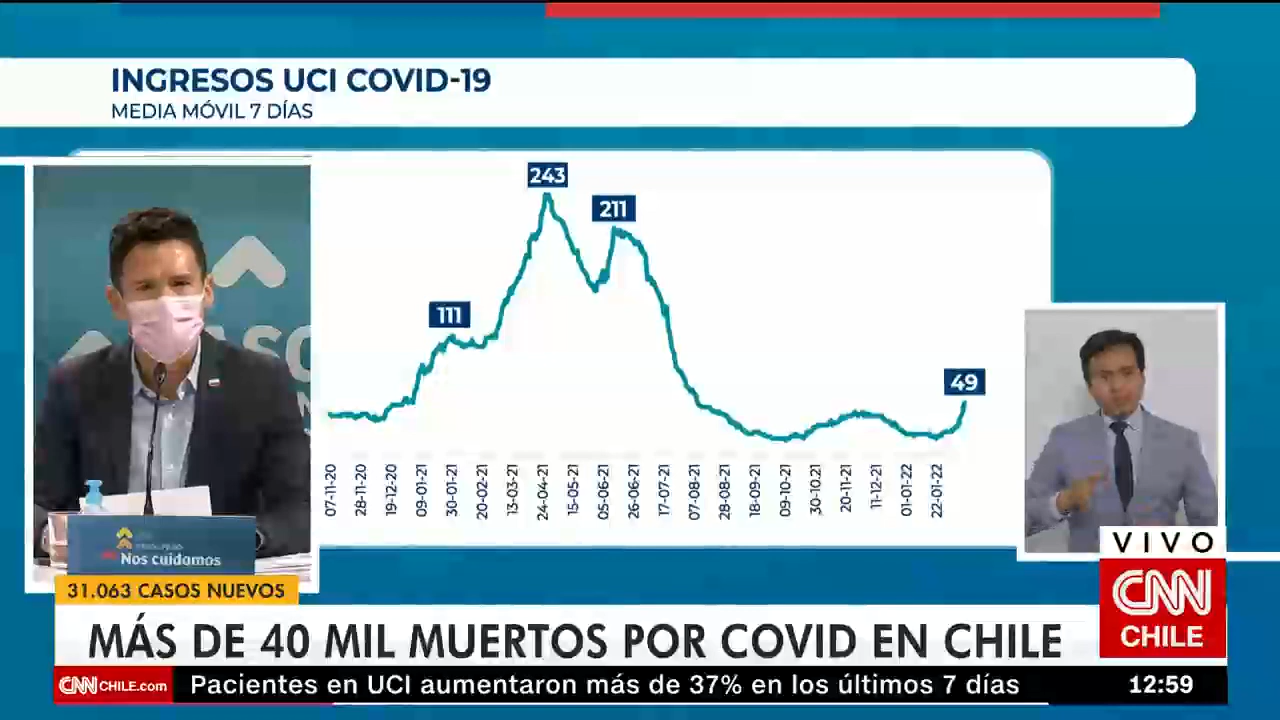 INGRESOS UCI COVID-19
MEDIA MÓVIL 7 DÍAS
243
211
111
49
07-11-20
28-11-20
19-12-20
09-01-21
30-01-21
20-02-21
13-03-21
24-04-21
15-05-21
05-06-21
26-06-21
17-07-21
07-08-21
28-08-21
18-09-21
09-10-21
30-10.21
20-11-21
11-12-21
01-01-22
22-01-22
Nos cuidamos
VIVO
CNN
CHILE
31.063 CASOS NUEVOS
MÁS DE 40 MIL MUERTOS POR COVID EN CHILE
CNNCHILE.com Pacientes en UCI aumentaron más de 37% en los últimos 7 días 12:59